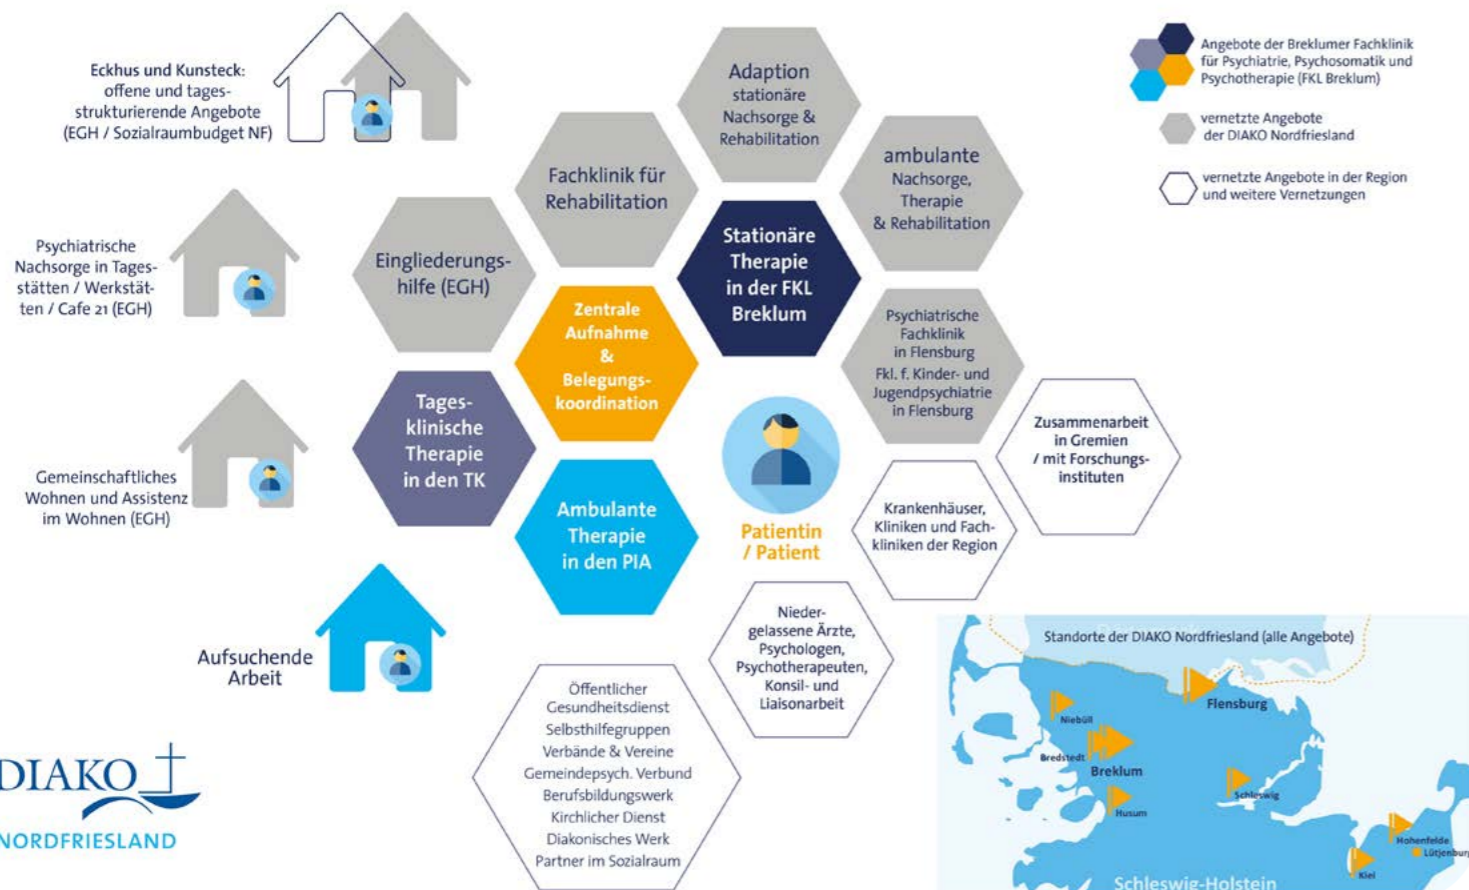 Eckhus und Kunsteck:
offene und tages-
strukturierende Angebote
(EGH / Sozialraumbudget NF)
Psychiatrische
Nachsorge in Tages-
stätten / Werkstät-
ten / Cafe 21 (EGH)
Gemeinschaftliches
Wohnen und Assistenz
im Wohnen (EGH)
Aufsuchende
Arbeit
DIAKO
NORDFRIESLAND
Adaption
stationäre
Nachsorge &
Rehabilitation
Fachklinik für
Rehabilitation
ambulante
Nachsorge,
Therapie
& Rehabilitation
Eingliederungs-
hilfe (EGH)
Stationäre
Therapie
in der FKL
Breklum
Zentrale
Aufnahme
&
Belegungs-
koordination
Psychiatrische
Fachklinik
in Flensburg
Fkl. f. Kinder- und
Jugendpsychiatrie
in Flensburg
Tages-
klinische
Therapie
in den TK
Ambulante
Therapie
in den PIA
Patientin
/ Patient
Zusammenarbeit
in Gremien
/ mit Forschungs-
instituten
Krankenhäuser,
Kliniken und Fach-
kliniken der Region
Nieder-
gelassene Ärzte,
Psychologen,
Psychotherapeuten,
Konsil- und
Liaisonarbeit
Öffentlicher
Gesundheitsdienst
Selbsthilfegruppen
Verbände & Vereine
Gemeindepsych. Verbund
Berufsbildungswerk
Kirchlicher Dienst
Diakonisches Werk
Partner im Sozialraum
Angebote der Breklumer Fachklinik
für Psychiatrie, Psychosomatik und
Psychotherapie (FKL Breklum)
vernetzte Angebote
der DIAKO Nordfriesland
vernetzte Angebote in der Region
und weitere Vernetzungen
Standorte der DIAKO Nordfriesland (alle Angebote)
Flensburg
Niebüll
Bredstedt
Breklum
Husum
Schleswig
Hohenfelde
Lütjenburg
Kiel
Schleswig-Holstein